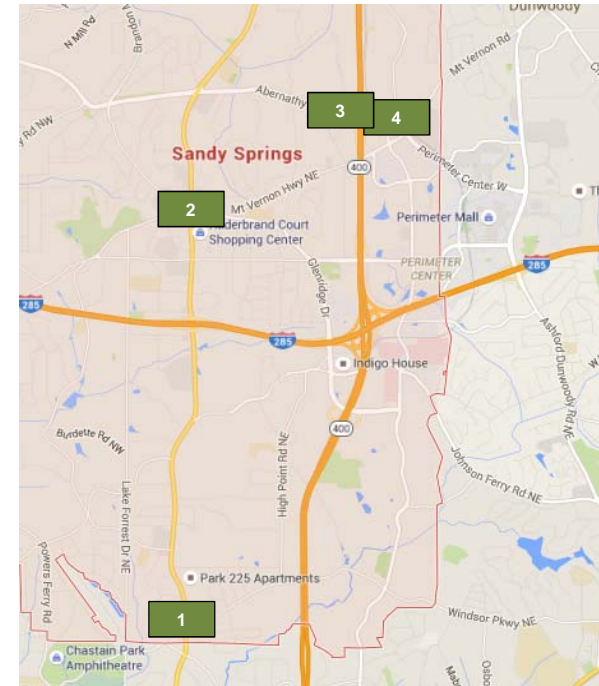 Dunwoody
N Mill Rd
Brandon
Mt Vernon Rd
Abernathy
3
4
Rd NW
Sandy Springs
400
Perimeter Center W
2
Mt Vernon Hwy NE
Perimeter Mall
Shopping Center
Glenridge Dr
PERIMETER
CENTER
285
285
285
Indigo House
Ashford Dunwoody Rd NE
400
Burdette Rd NW
High Point Rd NE
Lake Forrest Dr NE
Johnson Ferry Rd NE
Powers Ferry Rd
Park 225 Apartments
1
Windsor Pkwy NE
Chastain Park
Amphitheatre